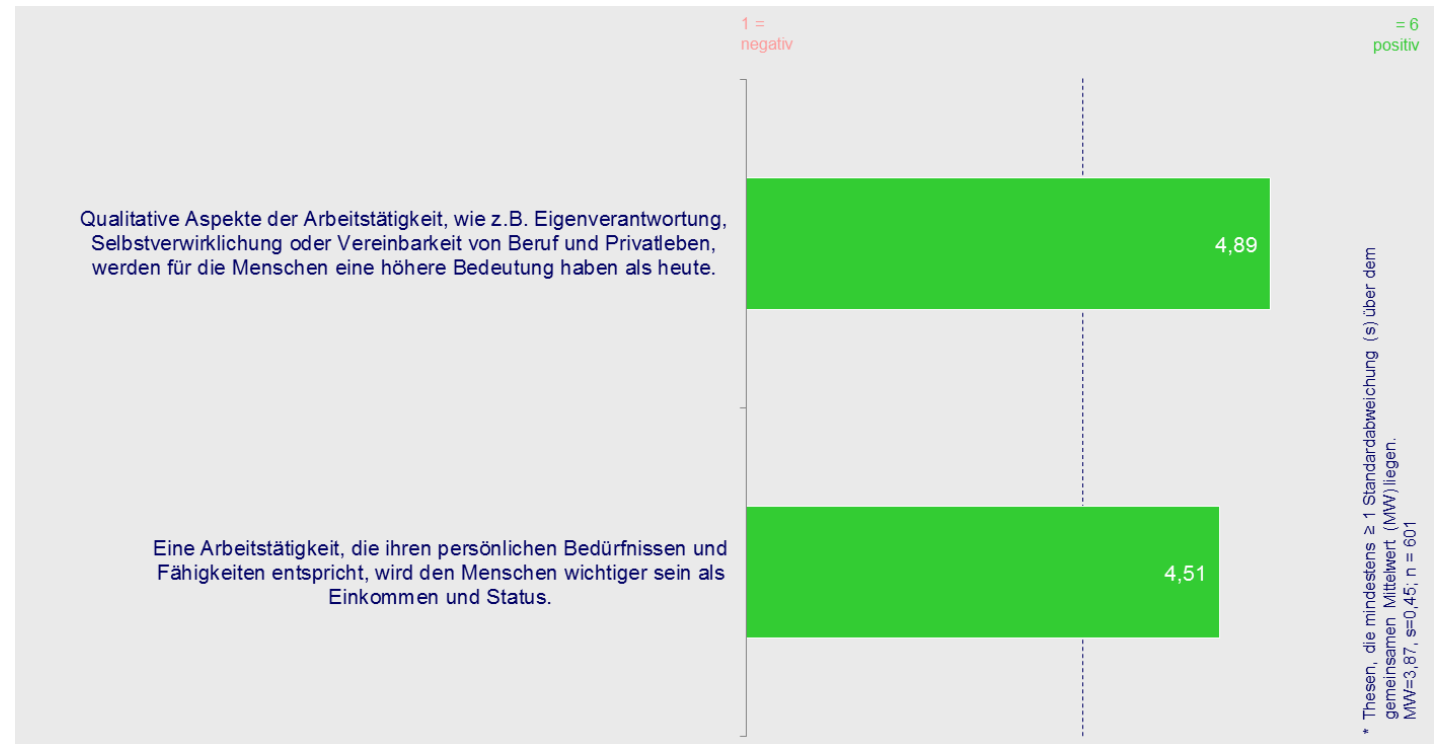 1 =
negativ
= 6
positiv
Qualitative Aspekte der Arbeitstätigkeit, wie z.B. Eigenverantwortung,
Selbstverwirklichung oder Vereinbarkeit von Beruf und Privatleben,
werden für die Menschen eine höhere Bedeutung haben als heute.
4,89
Eine Arbeitstätigkeit, die ihren persönlichen Bedürfnissen und
Fähigkeiten entspricht, wird den Menschen wichtiger sein als
Einkommen und Status.
4,51
* Thesen, die mindestens ≥ 1 Standardabweichung (s) über dem
gemeinsamen Mittelwert (MW) liegen.
MW=3,87, s=0,45; n = 601